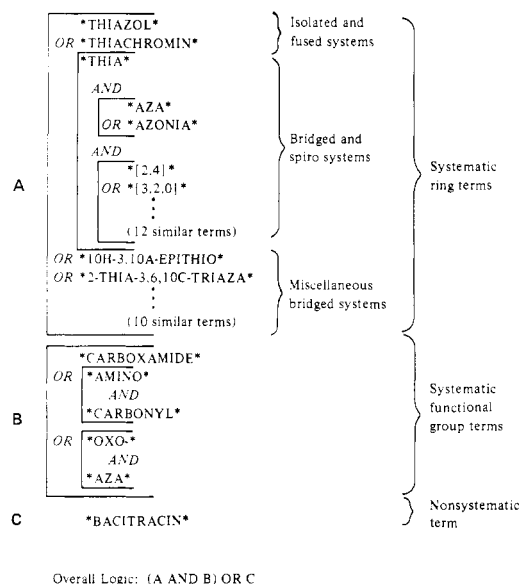 *THIAZOL*
OR *THIACHROMIN*
Isolated and
fused systems
*THIA*
AND
*AZA*
OR *AZONIA*
AND
*[2.4]*
OR *[3.2.0]*
(12 similar terms)
Bridged and
spiro systems
A
Systematic
ring terms
OR *10H-3,10A-EPITHIO*
OR *2-THIA-3,6,10C-TRIAZA*
(10 similar terms)
Miscellaneous
bridged systems
*CARBOXAMIDE*
OR *AMINO*
AND
*CARBONYL*
B
OR *OXO-*
AND
*AZA*
Systematic
functional
group terms
C
*BACITRACIN*
Nonsystematic
term
Overall Logic: (A AND B) OR C